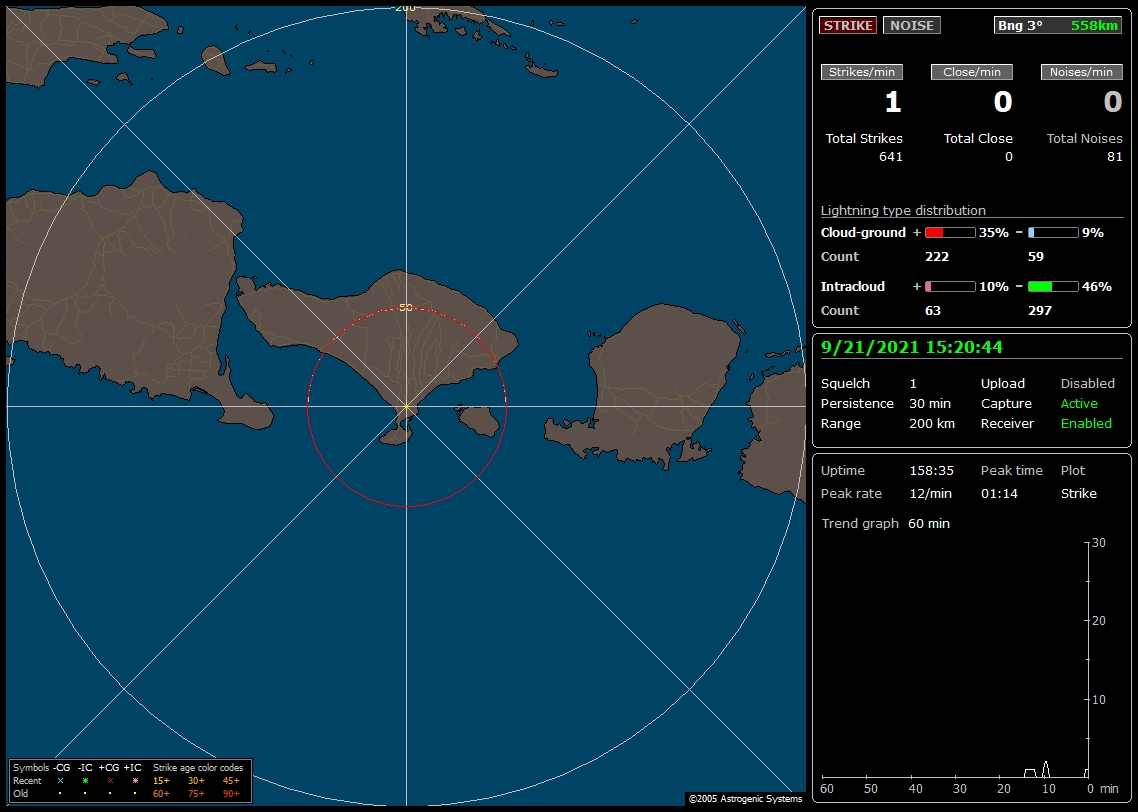 200
50
STRIKE NOISE Bng 3° 558km
Strikes/min Close/min Noises/min
1 0 0
Total Strikes Total Close Total Noises
641 0 81
Lightning type distribution
Cloud-ground + 35% - 9%
Count 222 59
Intracloud + 10% - 46%
Count 63 297
9/21/2021 15:20:44
Squelch 1 Upload Disabled
Persistence 30 min Capture Active
Range 200 km Receiver Enabled
Uptime 158:35 Peak time Plot
Peak rate 12/min 01:14 Strike
Trend graph 60 min
30
20
10
60 50 40 30 20 10 0 min
Symbols -CG -IC +CG +IC Strike age color codes
Recent 15+ 30+ 45+
Old 60+ 75+ 90+
©2005 Astrogenic Systems